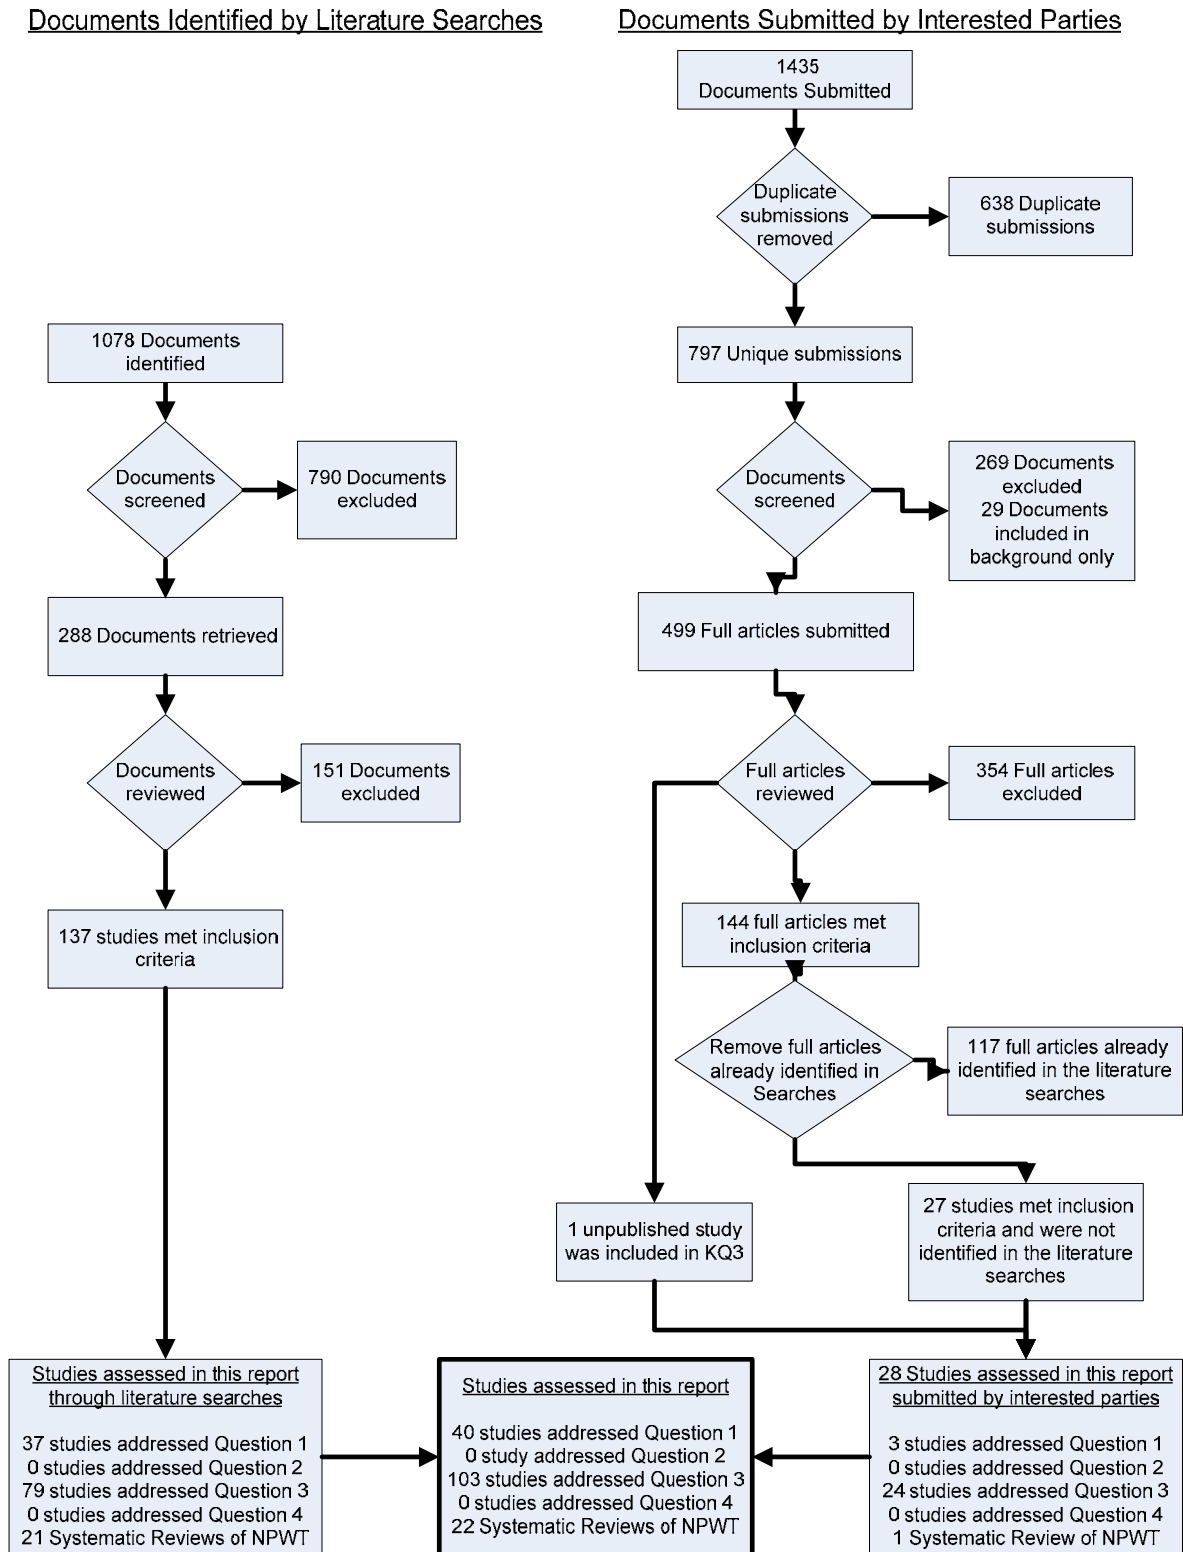 Documents Identified by Literature Searches
1078 Documents
identified
Documents
screened
790 Documents
excluded
288 Documents retrieved
Documents
reviewed
151 Documents
excluded
137 studies met inclusion
criteria
Studies assessed in this report
through literature searches
37 studies addressed Question 1
0 studies addressed Question 2
79 studies addressed Question 3
0 studies addressed Question 4
21 Systematic Reviews of NPWT
Documents Submitted by Interested Parties
1435
Documents Submitted
Duplicate
submissions
removed
638 Duplicate
submissions
797 Unique submissions
Documents
screened
269 Documents
excluded
29 Documents
included in
background only
499 Full articles submitted
Full articles
reviewed
354 Full articles
excluded
144 full articles met
inclusion criteria
Remove full articles
already identified in
Searches
117 full articles already
identified in the literature
searches
1 unpublished study
was included in KQ3
27 studies met inclusion
criteria and were not
identified in the literature
searches
28 Studies assessed in this report
submitted by interested parties
3 studies addressed Question 1
0 studies addressed Question 2
24 studies addressed Question 3
0 studies addressed Question 4
1 Systematic Review of NPWT
Studies assessed in this report
40 studies addressed Question 1
0 study addressed Question 2
103 studies addressed Question 3
0 studies addressed Question 4
22 Systematic Reviews of NPWT